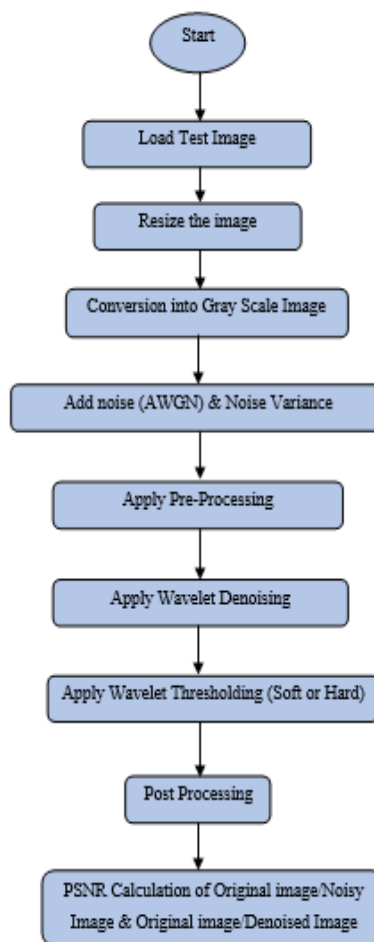 Start
Load Test Image
Resize the image
Conversion into Gray Scale Image
Add noise (AWGN) & Noise Variance
Apply Pre-Processing
Apply Wavelet Denoising
Apply Wavelet Thresholding (Soft or Hard)
Post Processing
PSNR Calculation of Original image/Noisy
Image & Original image/Denoised Image